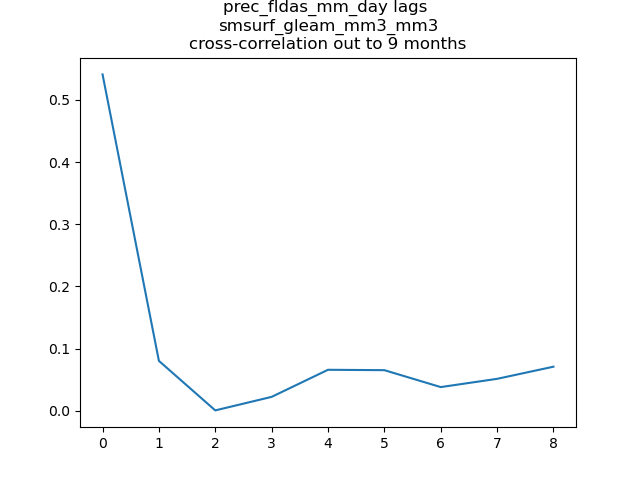 prec_fldas_mm_day lags
smsurf_gleam_mm3_mm3
cross-correlation out to 9 months
0.5
0.4
0.3
0.2
0.1
0.0
0 1 2 3 4 5 6 7 8